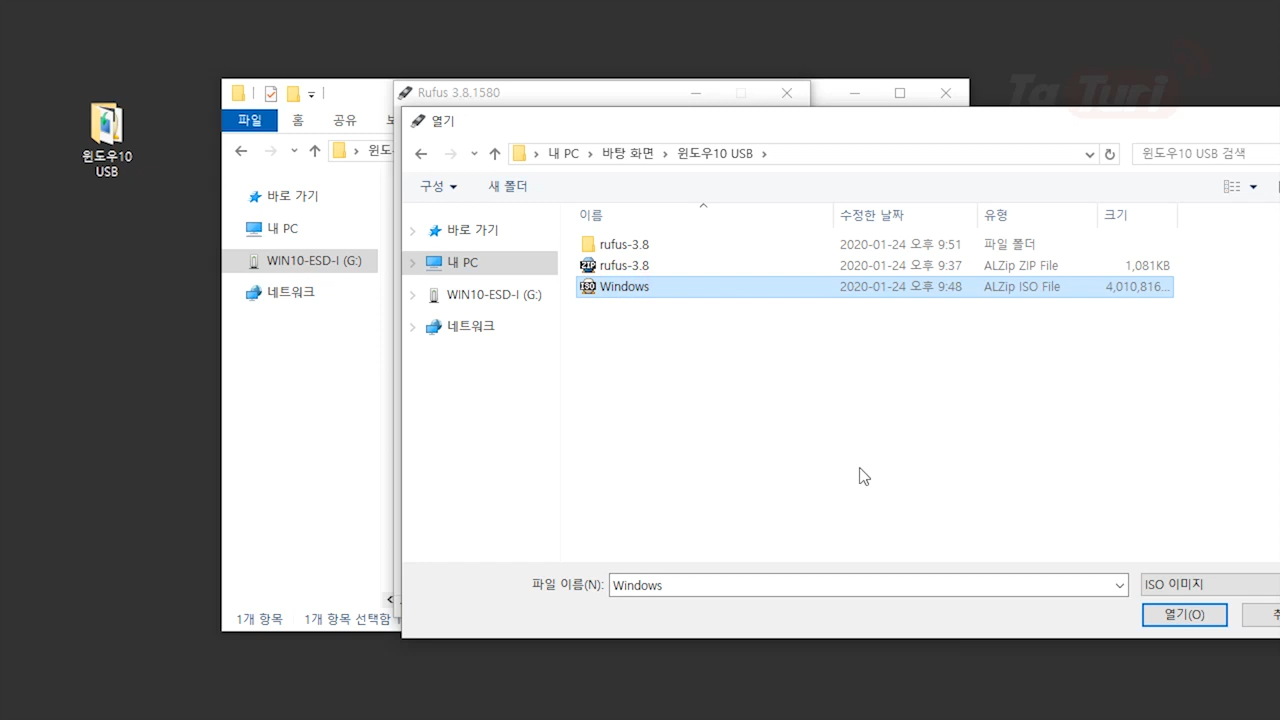 Ta Turi
윈도우10
USB
Rufus 3.8.1580
파일
홈
공유
윈도
바로 가기
내 PC
WIN10-ESD-I (G:)
네트워크
1개 항목
1개 항목 선택함
열기
내 PC
바탕 화면
윈도우10 USB
윈도우10 USB 검색
구성
새 폴더
바로 가기
내 PC
WIN10-ESD-I (G:)
네트워크
이름
수정한 날짜
유형
크기
rufus-3.8
2020-01-24 오후 9:51
파일 폴더
ZIP
rufus-3.8
2020-01-24 오후 9:37
ALZip ZIP File
1,081KB
ISO
Windows
2020-01-24 오후 9:48
ALZip ISO File
4,010,816...
파일 이름(N):
Windows
ISO 이미지
열기(O)